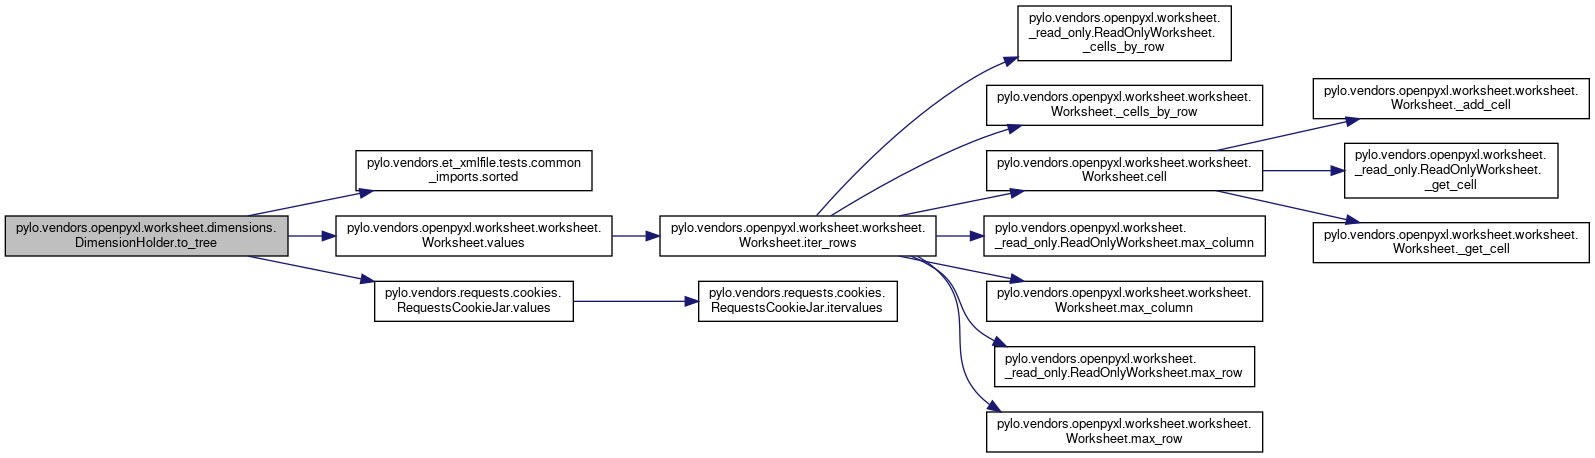 pylo.vendors.openpyxl.worksheet.dimensions.
DimensionHolder.to_tree
pylo.vendors.et_xmlfile.tests.common
_imports.sorted
pylo.vendors.openpyxl.worksheet.worksheet.
Worksheet.values
pylo.vendors.requests.cookies.
RequestsCookieJar.values
pylo.vendors.openpyxl.worksheet.worksheet.
Worksheet.iter_rows
pylo.vendors.requests.cookies.
RequestsCookieJar.itervalues
pylo.vendors.openpyxl.worksheet.
_read_only.ReadOnlyWorksheet.
_cells_by_row
pylo.vendors.openpyxl.worksheet.worksheet.
Worksheet._cells_by_row
pylo.vendors.openpyxl.worksheet.worksheet.
Worksheet.cell
pylo.vendors.openpyxl.worksheet.
_read_only.ReadOnlyWorksheet.max_column
pylo.vendors.openpyxl.worksheet.worksheet.
Worksheet.max_column
pylo.vendors.openpyxl.worksheet.
_read_only.ReadOnlyWorksheet.max_row
pylo.vendors.openpyxl.worksheet.worksheet.
Worksheet.max_row
pylo.vendors.openpyxl.worksheet.worksheet.
Worksheet._add_cell
pylo.vendors.openpyxl.worksheet.
_read_only.ReadOnlyWorksheet.
_get_cell
pylo.vendors.openpyxl.worksheet.worksheet.
Worksheet._get_cell